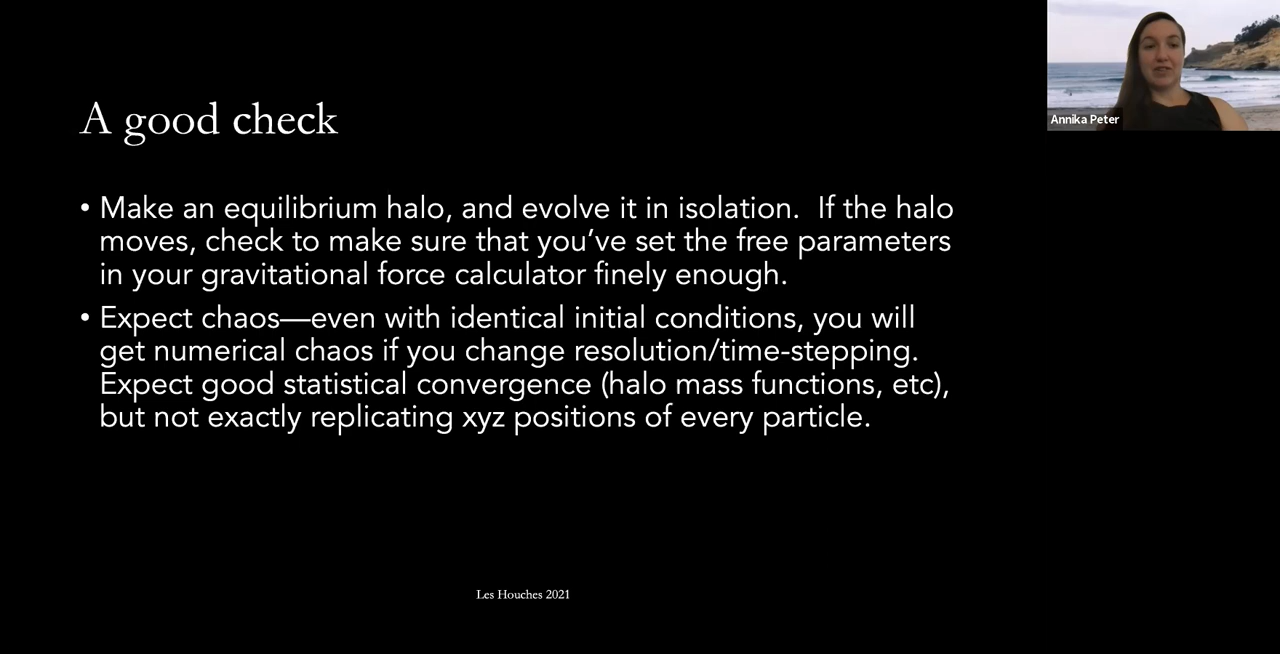 A good check
• Make an equilibrium halo, and evolve it in isolation.  If the halo
moves, check to make sure that you’ve set the free parameters
in your gravitational force calculator finely enough.
• Expect chaos—even with identical initial conditions, you will
get numerical chaos if you change resolution/time-stepping.
Expect good statistical convergence (halo mass functions, etc),
but not exactly replicating xyz positions of every particle.
Les Houches 2021
Annika Peter